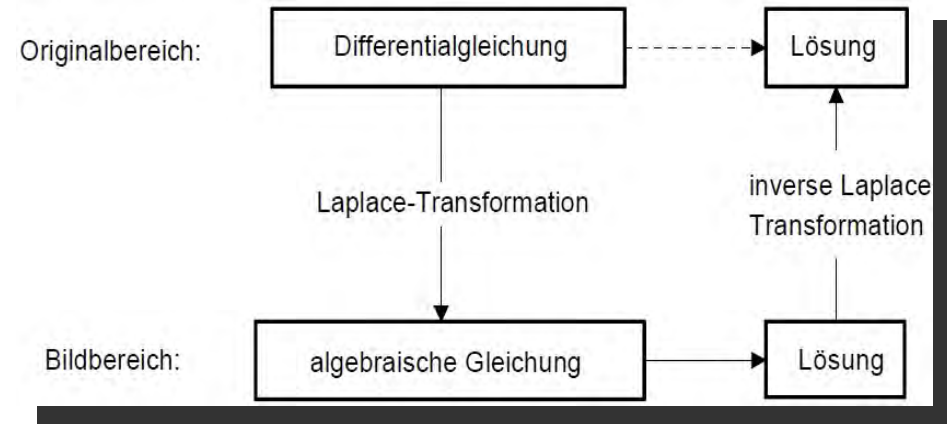 Originalbereich:
Differentialgleichung
Lösung
Laplace-Transformation
inverse Laplace
Transformation
Bildbereich:
algebraische Gleichung
Lösung